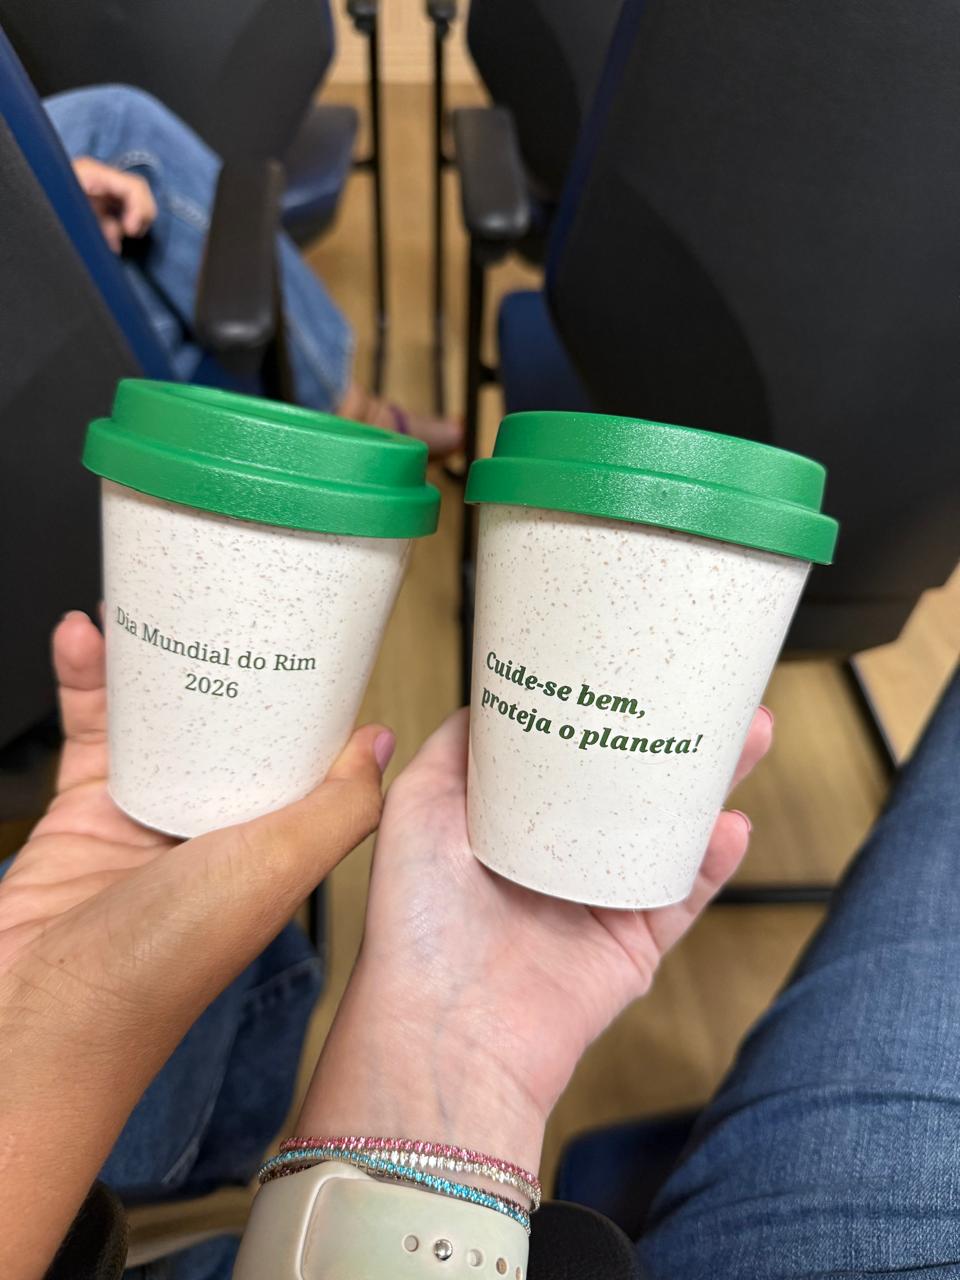 Dia Mundial do Rim
2026
Cuide-se bem,
proteja o planeta!